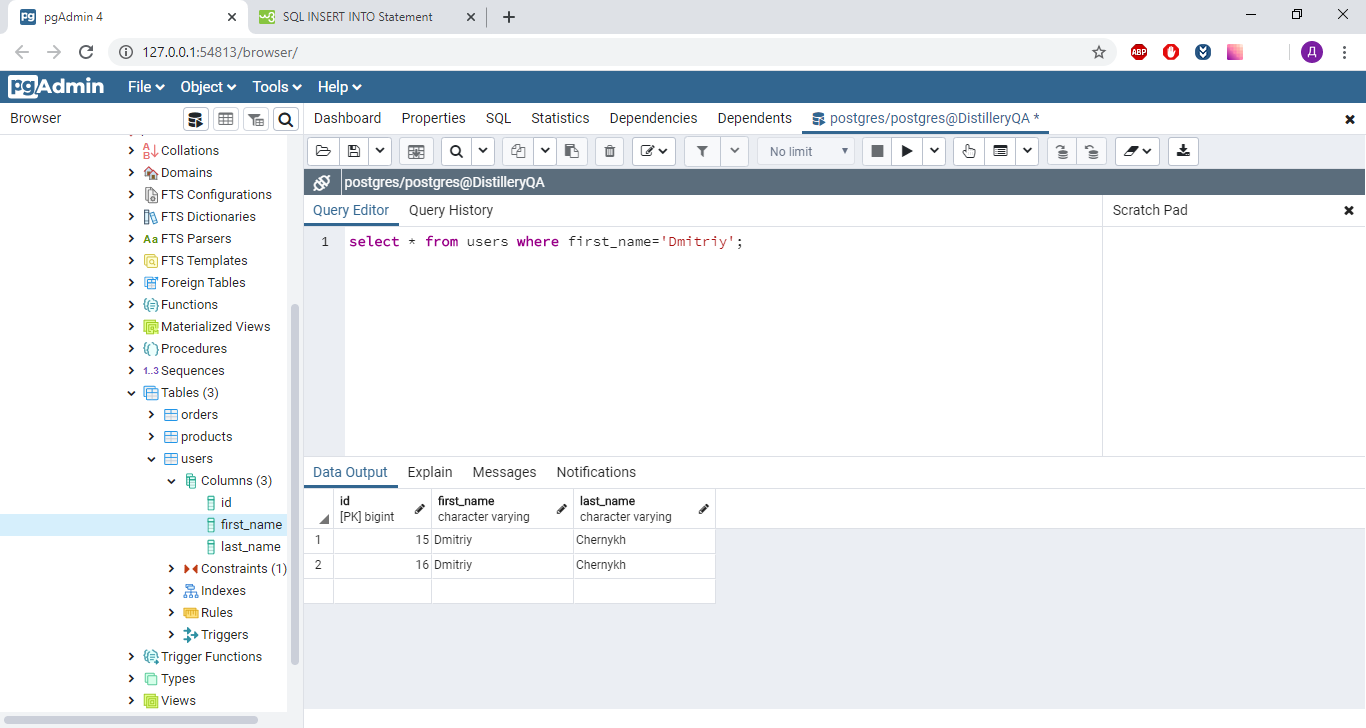 pgAdmin 4
SQL INSERT INTO Statement
127.0.0.1:54813/browser/
ABP
Д
pgAdmin File Object Tools Help
Browser
Dashboard Properties SQL Statistics Dependencies Dependents postgres/postgres@DistilleryQA *
No limit
postgres/postgres@DistilleryQA
Query Editor Query History
Scratch Pad
1 select * from users where first_name='Dmitriy';
Collations
Domains
FTS Configurations
FTS Dictionaries
Aa FTS Parsers
FTS Templates
Foreign Tables
Functions
Materialized Views
Procedures
1..3 Sequences
Tables (3)
orders
products
users
Columns (3)
id
first_name
last_name
Constraints (1)
Indexes
Rules
Triggers
Trigger Functions
Types
Views
Data Output Explain Messages Notifications
id first_name last_name
[PK] bigint character varying character varying
1 15 Dmitriy Chernykh
2 16 Dmitriy Chernykh